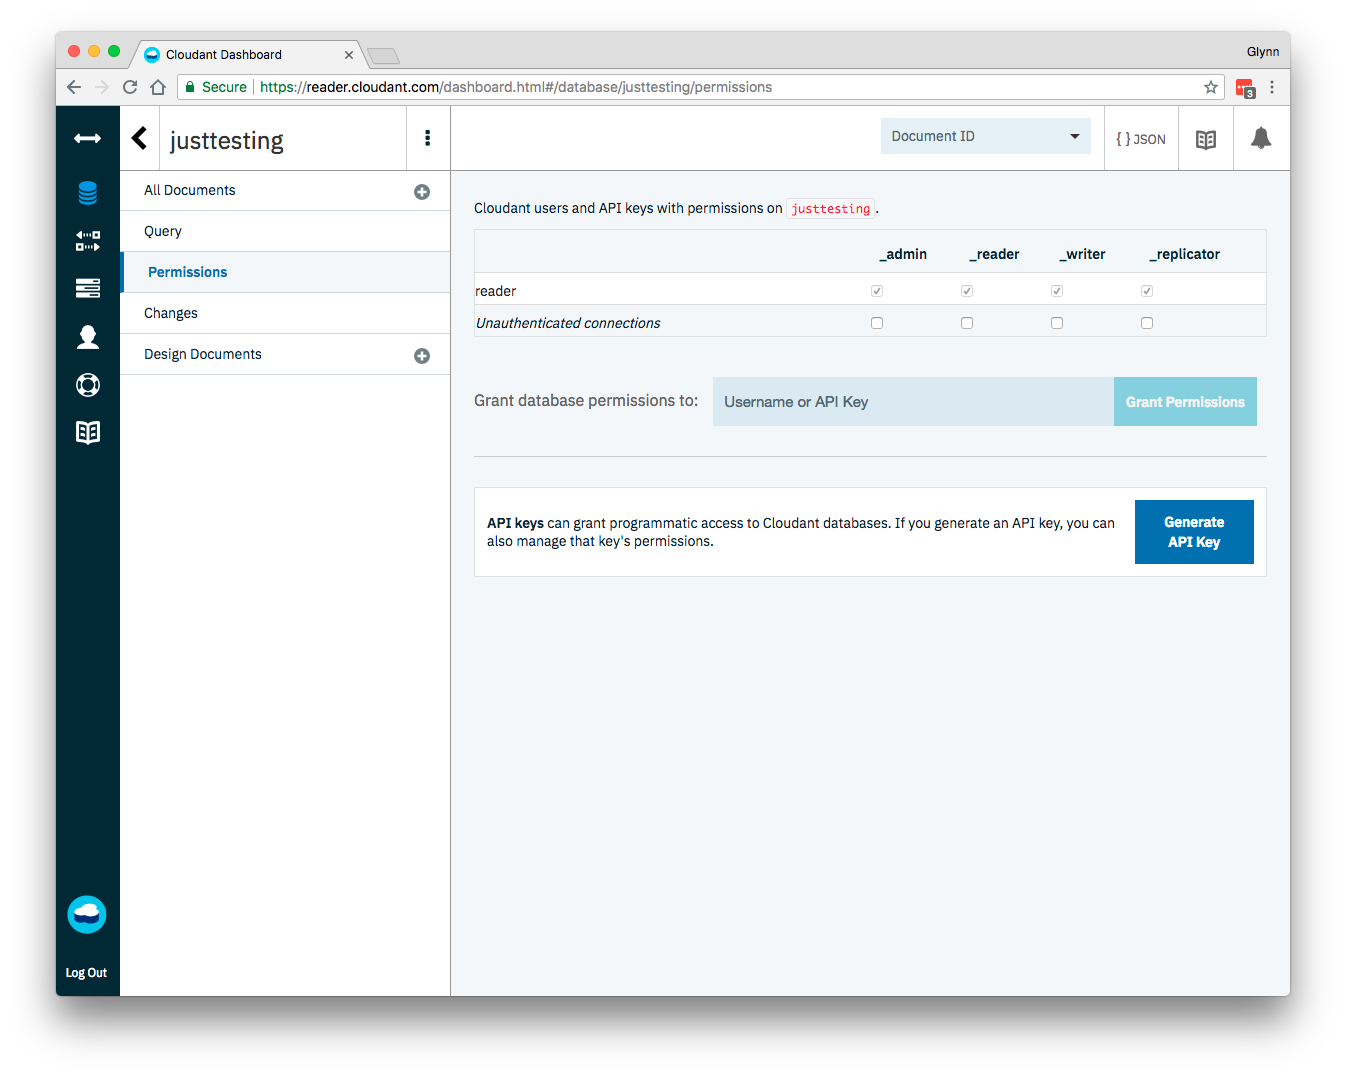 Cloudant Dashboard
Glynn
Secure https://reader.cloudant.com/dashboard.html#/database/justtesting/permissions
3
justtesting
Document ID
{ } JSON
All Documents
Query
Permissions
Changes
Design Documents
Cloudant users and API keys with permissions on justtesting.
_admin _reader _writer _replicator
reader
Unauthenticated connections
Grant database permissions to: Username or API Key Grant Permissions
API keys can grant programmatic access to Cloudant databases. If you generate an API key, you can
also manage that key's permissions.
Generate
API Key
Log Out